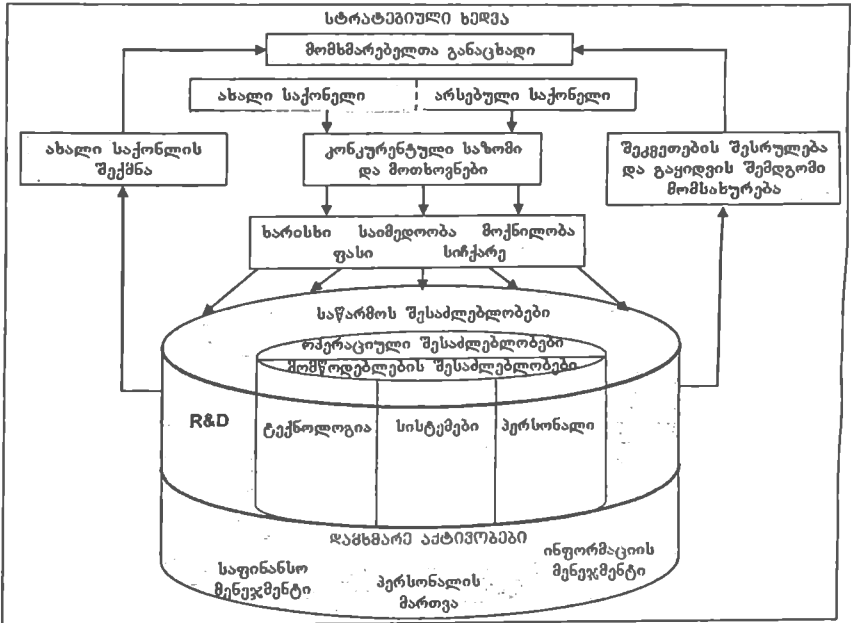 სტრატეგიული ხედვა
მომხმარებელთა განაცხადი
ახალი საქონელი არსებული საქონელი
ახალი საქონლის
შექმნა
კონკურენტული საზომი
და მოთხოვნები
შეკვეთების შესრულება
და გაყიდვის შემდგომი
მომსახურება
ხარისხი საიმედოობა მოქნილობა
ფასი სიჩქარე
საწარმოს შესაძლებლობები
ოპერაციული შესაძლებლობები
მომწოდებლების შესაძლებლობები
R&D ტექნოლოგია სისტემები პერსონალი
დამხმარე აქტივობები
საფინანსო
მენეჯმენტი
პერსონალის
მართვა
ინფორმაციის
მენეჯმენტი